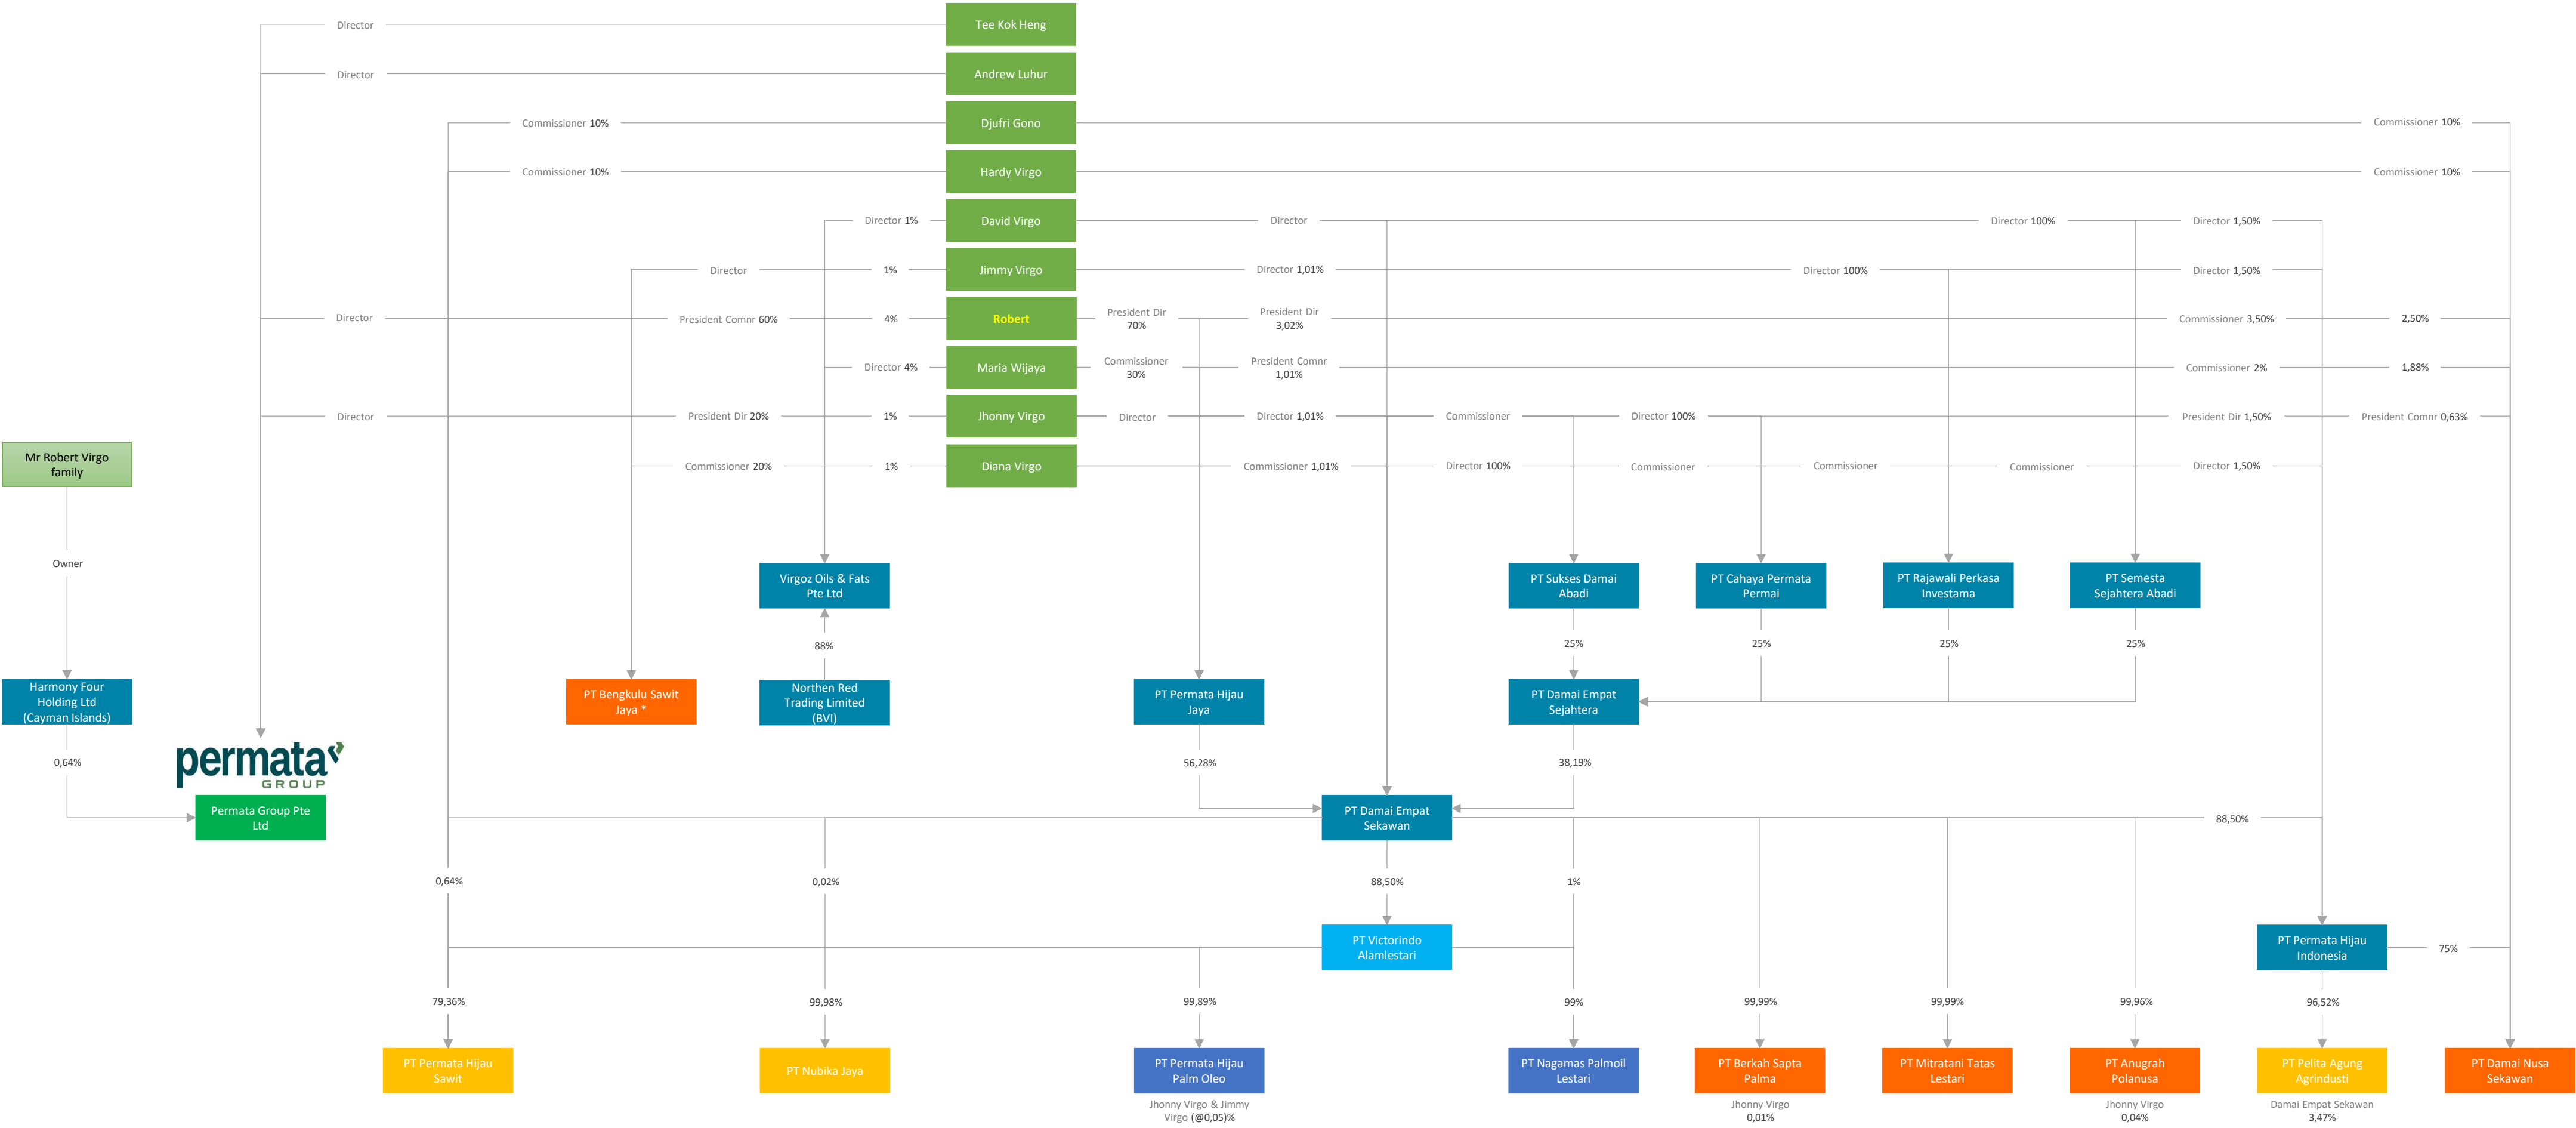 Director
Tee Kok Heng
Director
Andrew Luhur
Commissioner 10%
Djufri Gono
Commissioner 10%
Commissioner 10%
Hardy Virgo
Commissioner 10%
Director 1%
David Virgo
Director
Director 100%
Director 1,50%
Director
1%
Jimmy Virgo
Director 1,01%
Director 100%
Director 1,50%
Director
President Comnr 60%
4%
Robert
President Dir
70%
President Dir
3,02%
Commissioner 3,50%
2,50%
Director 4%
Maria Wijaya
Commissioner
30%
President Comnr
1,01%
Commissioner 2%
1,88%
Director
President Dir 20%
1%
Jhonny Virgo
Director
Director 1,01%
Commissioner
Director 100%
President Dir 1,50%
President Comnr 0,63%
Mr Robert Virgo
family
Commissioner 20%
1%
Diana Virgo
Commissioner 1,01%
Director 100%
Commissioner
Commissioner
Commissioner
Director 1,50%
Owner
Virgoz Oils & Fats
Pte Ltd
PT Sukses Damai
Abadi
PT Cahaya Permata
Permai
PT Rajawali Perkasa
Investama
PT Semesta
Sejahtera Abadi
88%
25%
25%
25%
25%
Harmony Four
Holding Ltd
(Cayman Islands)
PT Bengkulu Sawit
Jaya *
Northen Red
Trading Limited
(BVI)
PT Permata Hijau
Jaya
PT Damai Empat
Sejahtera
0,64%
permata
GROUP
56,28%
38,19%
Permata Group Pte
Ltd
PT Damai Empat
Sekawan
88,50%
0,64%
0,02%
88,50%
1%
PT Victorindo
Alamlestari
PT Permata Hijau
Indonesia
75%
79,36%
99,98%
99,89%
99%
99,99%
99,99%
99,96%
96,52%
PT Permata Hijau
Sawit
PT Nubika Jaya
PT Permata Hijau
Palm Oleo
PT Nagamas Palmoil
Lestari
PT Berkah Sapta
Palma
PT Mitratani Tatas
Lestari
PT Anugrah
Polanusa
PT Pelita Agung
Agrindusti
PT Damai Nusa
Sekawan
Jhonny Virgo & Jimmy
Virgo (@0,05)%
Jhonny Virgo
0,01%
Jhonny Virgo
0,04%
Damai Empat Sekawan
3,47%